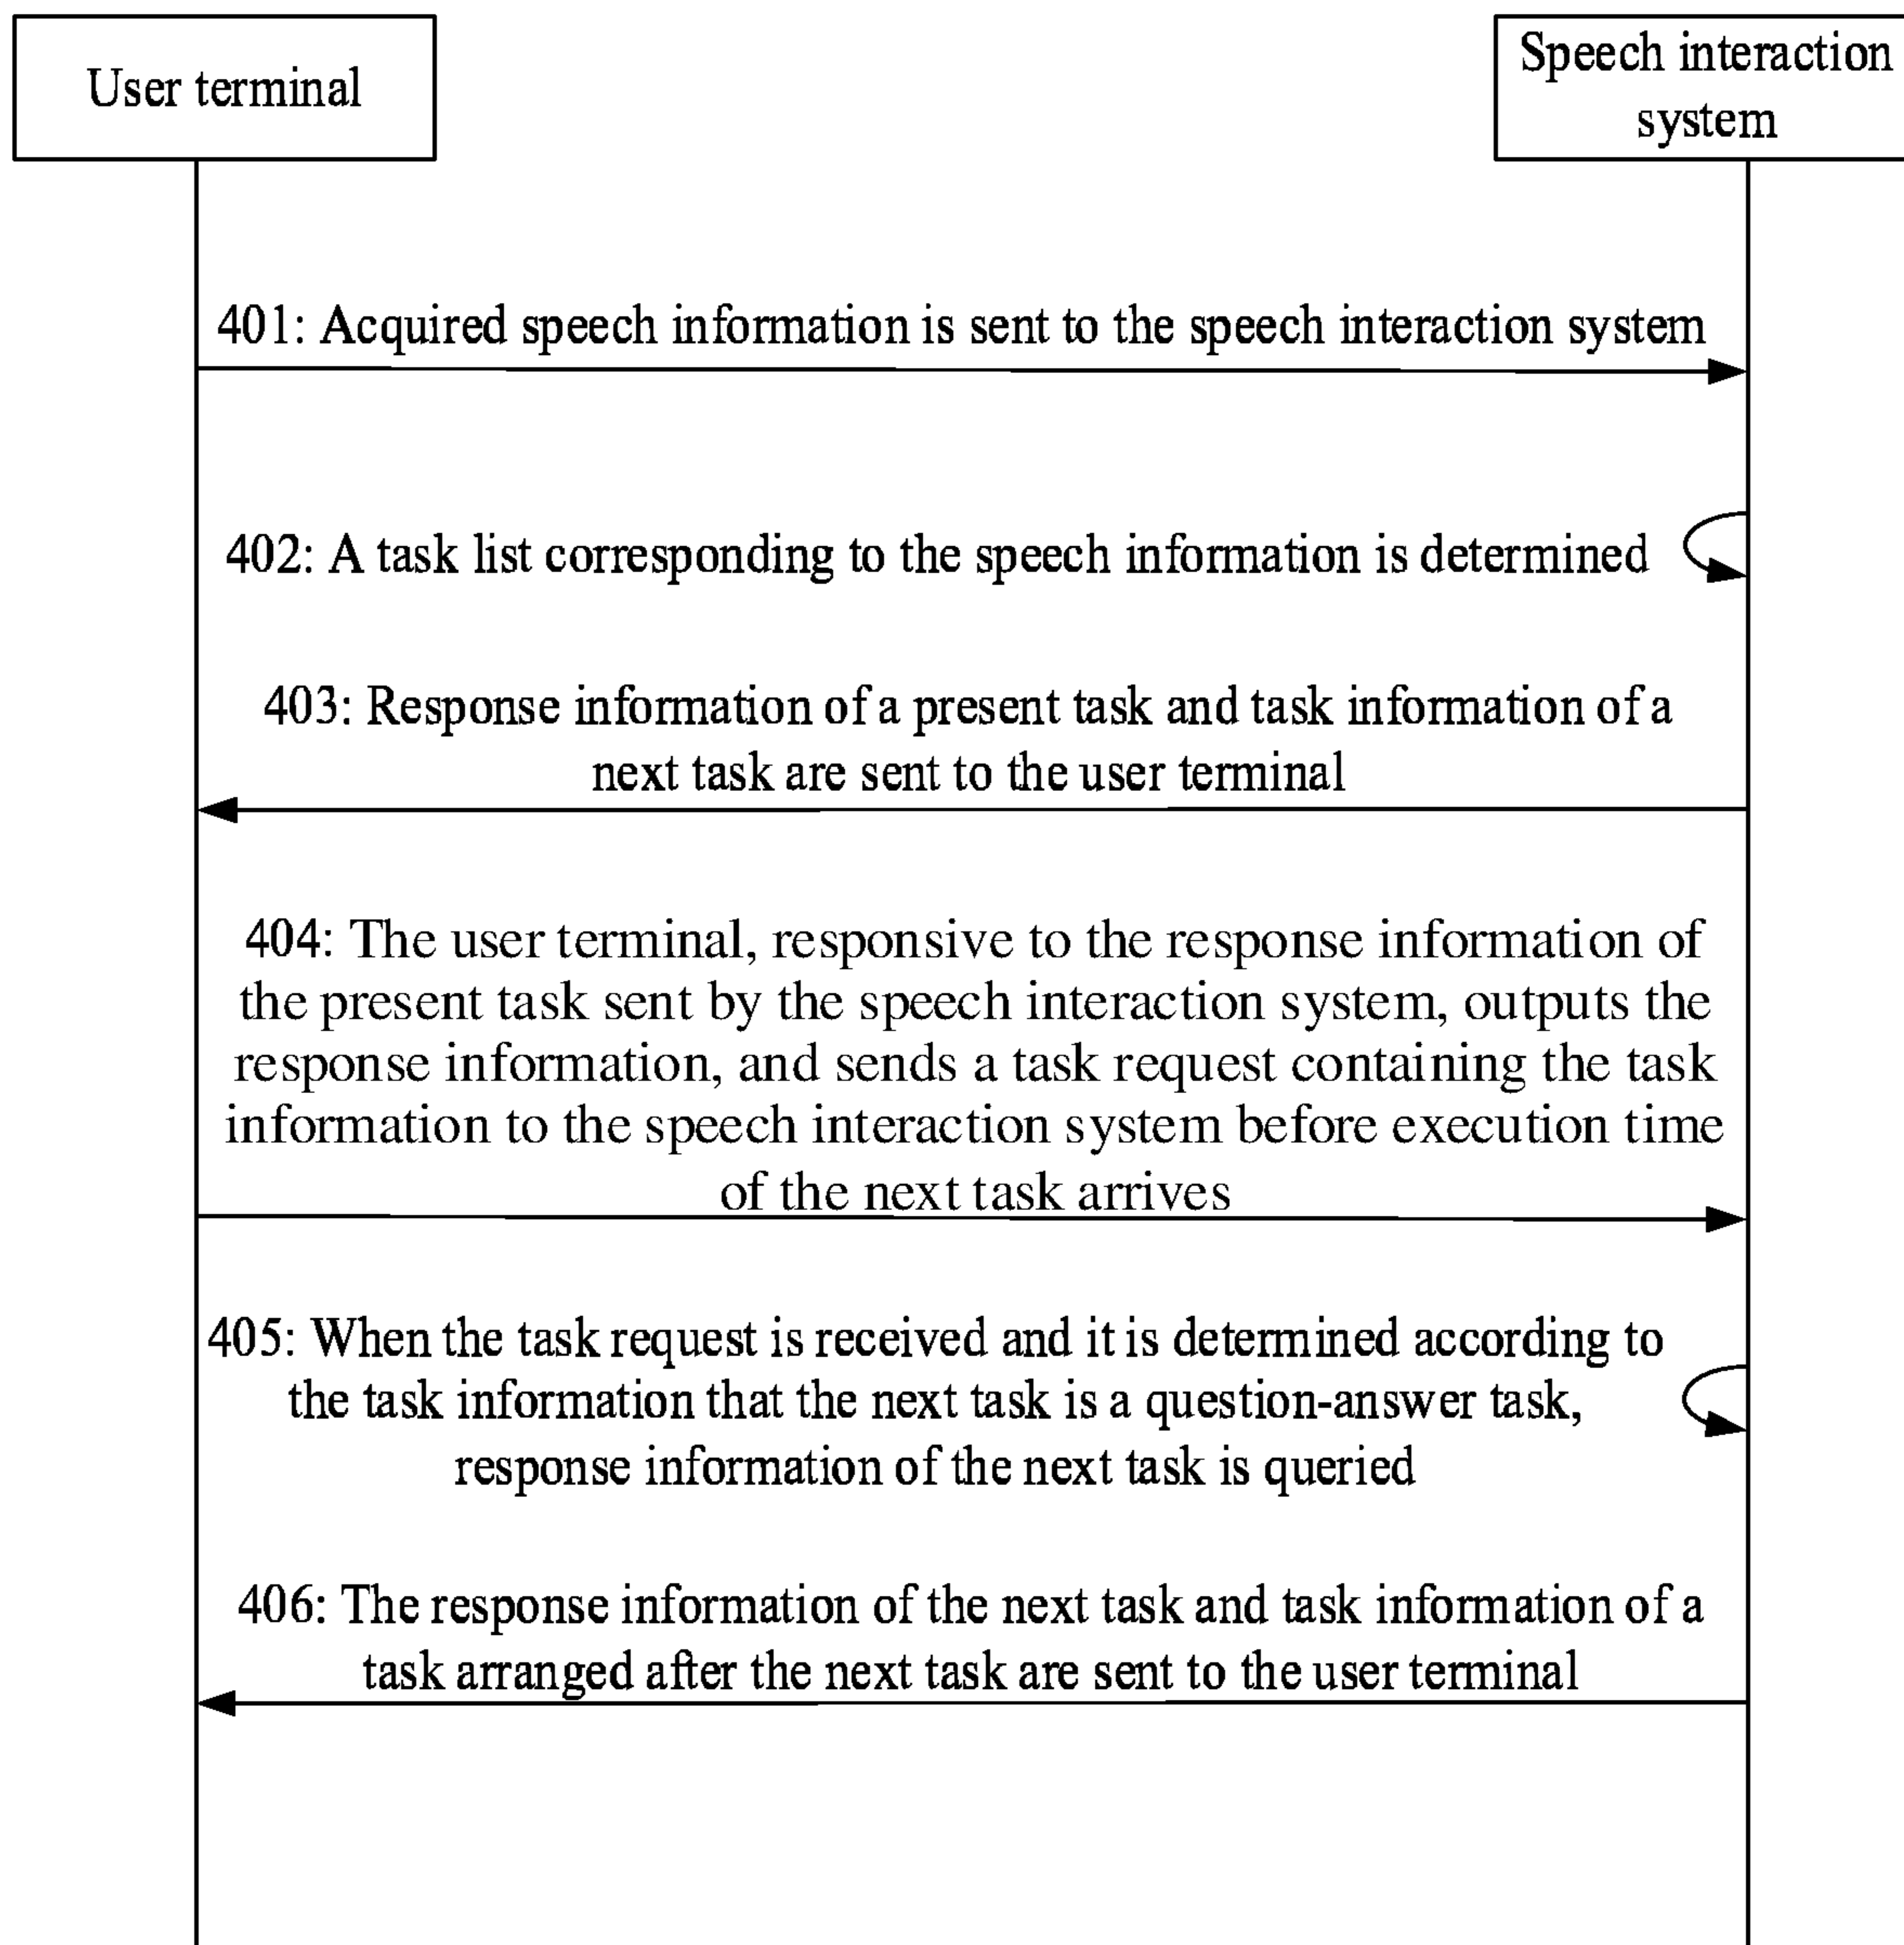 User terminal
Speech interaction
system
401: Acquired speech information is sent to the speech interaction system
402: A task list corresponding to the speech information is determined
403: Response information of a present task and task information of a
next task are sent to the user terminal
404: The user terminal, responsive to the response information of
the present task sent by the speech interaction system, outputs the
response information, and sends a task request containing the task
information to the speech interaction system before execution time
of the next task arrives
405: When the task request is received and it is determined according to
the task information that the next task is a question-answer task,
response information of the next task is queried
406: The response information of the next task and task information of a
task arranged after the next task are sent to the user terminal